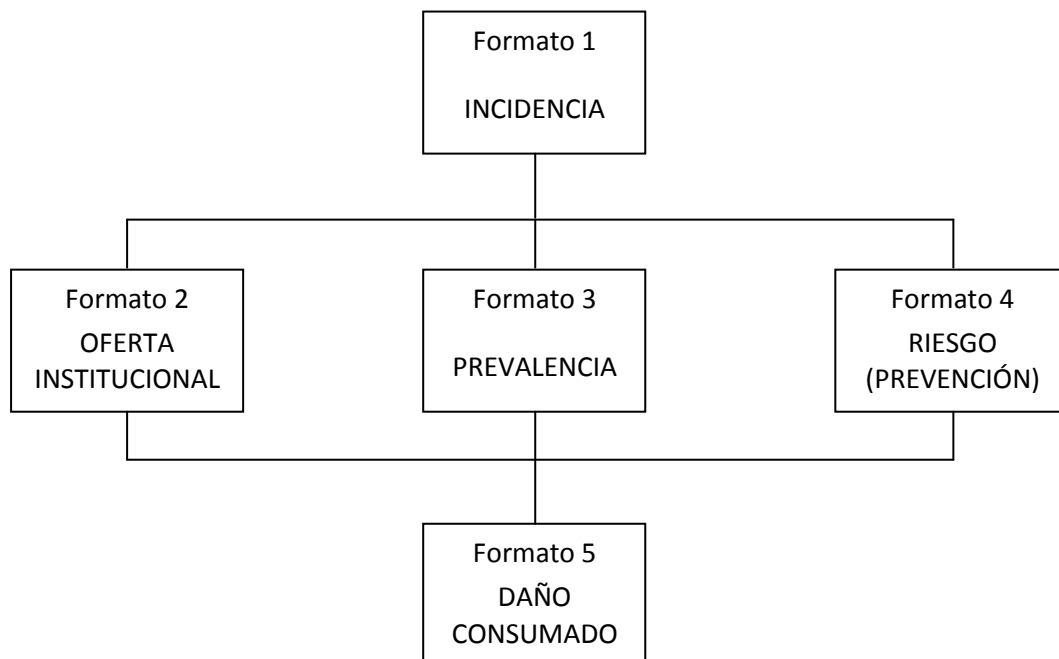 Formato 1
INCIDENCIA
Formato 2
OFERTA
INSTITUCIONAL
Formato 3
PREVALENCIA
Formato 4
RIESGO
(PREVENCIÓN)
Formato 5
DAÑO
CONSUMADO